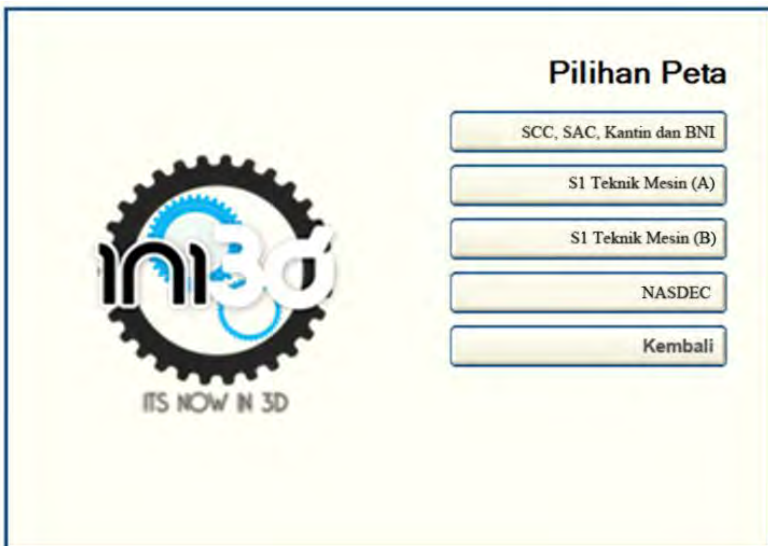 Pilihan Peta
SCC, SAC, Kantin dan BNI
S1 Teknik Mesin (A)
S1 Teknik Mesin (B)
NASDEC
Kembali
ini3d
ITS NOW IN 3D